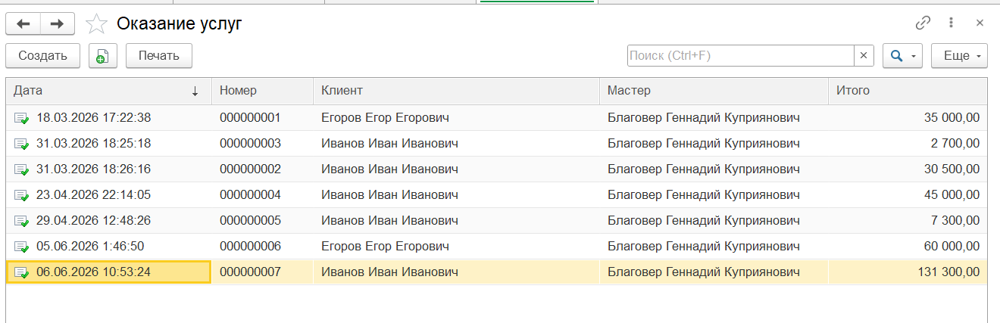 Оказание услуг
Создать Печать Поиск (Ctrl+F) Еще
Дата Номер Клиент Мастер Итого
18.03.2026 17:22:38 000000001 Егоров Егор Егорович Благовер Геннадий Куприянович 35 000,00
31.03.2026 18:25:18 000000003 Иванов Иван Иванович Благовер Геннадий Куприянович 2 700,00
31.03.2026 18:26:16 000000002 Иванов Иван Иванович Благовер Геннадий Куприянович 30 500,00
23.04.2026 22:14:05 000000004 Иванов Иван Иванович Благовер Геннадий Куприянович 45 000,00
29.04.2026 12:48:26 000000005 Иванов Иван Иванович Благовер Геннадий Куприянович 7 300,00
05.06.2026 1:46:50 000000006 Егоров Егор Егорович Благовер Геннадий Куприянович 60 000,00
06.06.2026 10:53:24 000000007 Иванов Иван Иванович Благовер Геннадий Куприянович 131 300,00